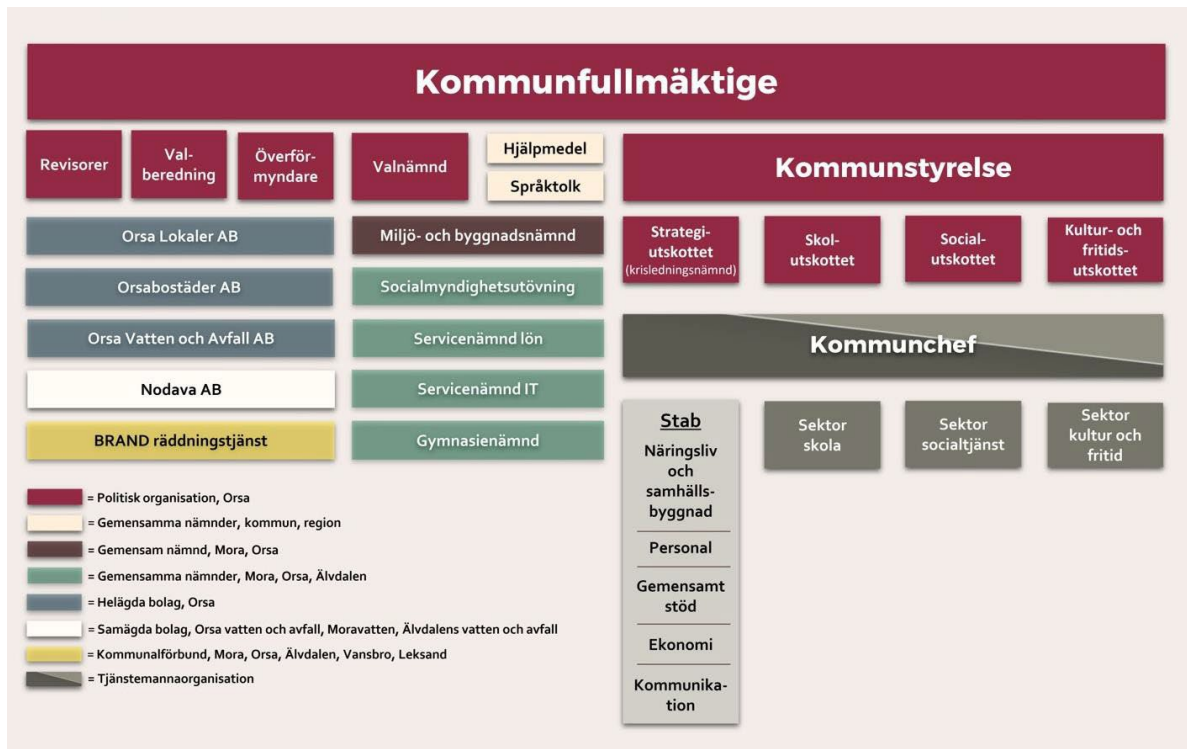 Kommunfullmäktige
Revisorer
Val-
beredning
Överför-
myndare
Valnämnd
Hjälpmedel
Språktolk
Kommunstyrelse
Orsa Lokaler AB
Orsabostäder AB
Orsa Vatten och Avfall AB
Nodava AB
BRAND räddningstjänst
Miljö- och byggnadsnämnd
Socialmyndighetsutövning
Servicenämnd lön
Servicenämnd IT
Gymnasienämnd
Strategi-
utskottet
(krisledningsnämnd)
Skol-
utskottet
Social-
utskottet
Kultur- och
fritids-
utskottet
Kommunchef
Stab
Näringsliv
och
samhälls-
byggnad
Personal
Gemensamt
stöd
Ekonomi
Kommunika-
tion
Sektor
skola
Sektor
socialtjänst
Sektor
kultur och
fritid
= Politisk organisation, Orsa
= Gemensamma nämnder, kommun, region
= Gemensam nämnd, Mora, Orsa
= Gemensamma nämnder, Mora, Orsa, Älvdalen
= Helägda bolag, Orsa
= Samägda bolag, Orsa vatten och avfall, Moravatten, Älvdalens vatten och avfall
= Kommunalförbund, Mora, Orsa, Älvdalen, Vansbro, Leksand
= Tjänstemannaorganisation